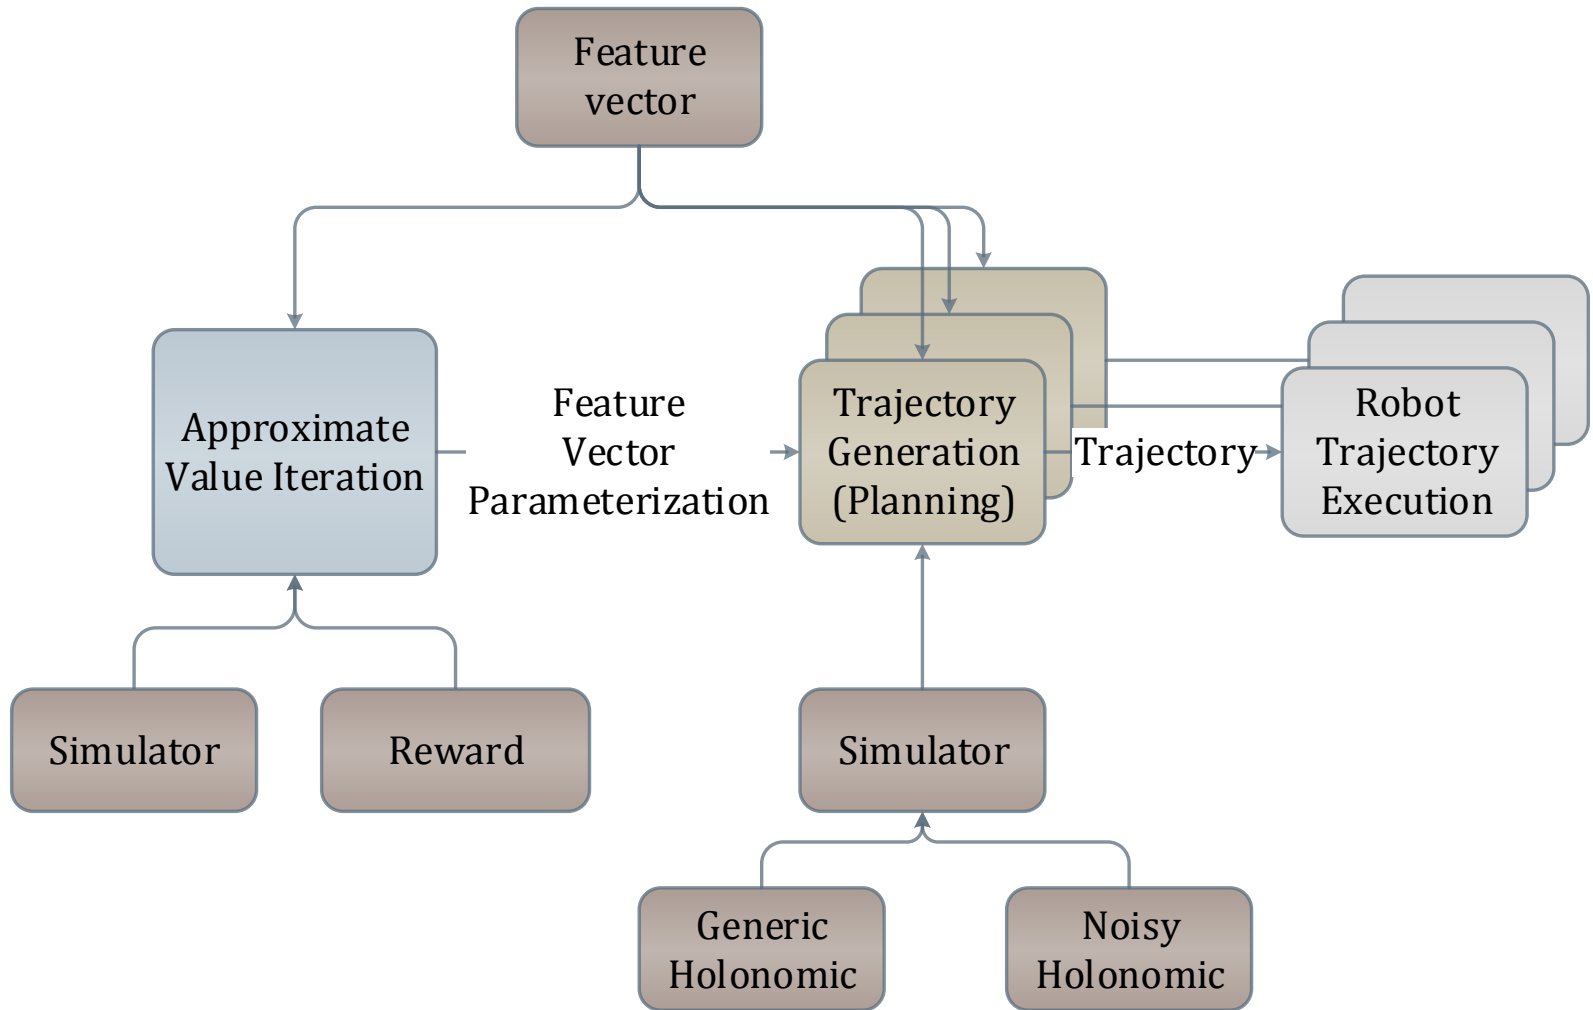 Feature
vector
Approximate
Value Iteration
Feature
Vector
Parameterization
Trajectory
Generation
(Planning)
Trajectory
Robot
Trajectory
Execution
Simulator
Reward
Simulator
Generic
Holonomic
Noisy
Holonomic